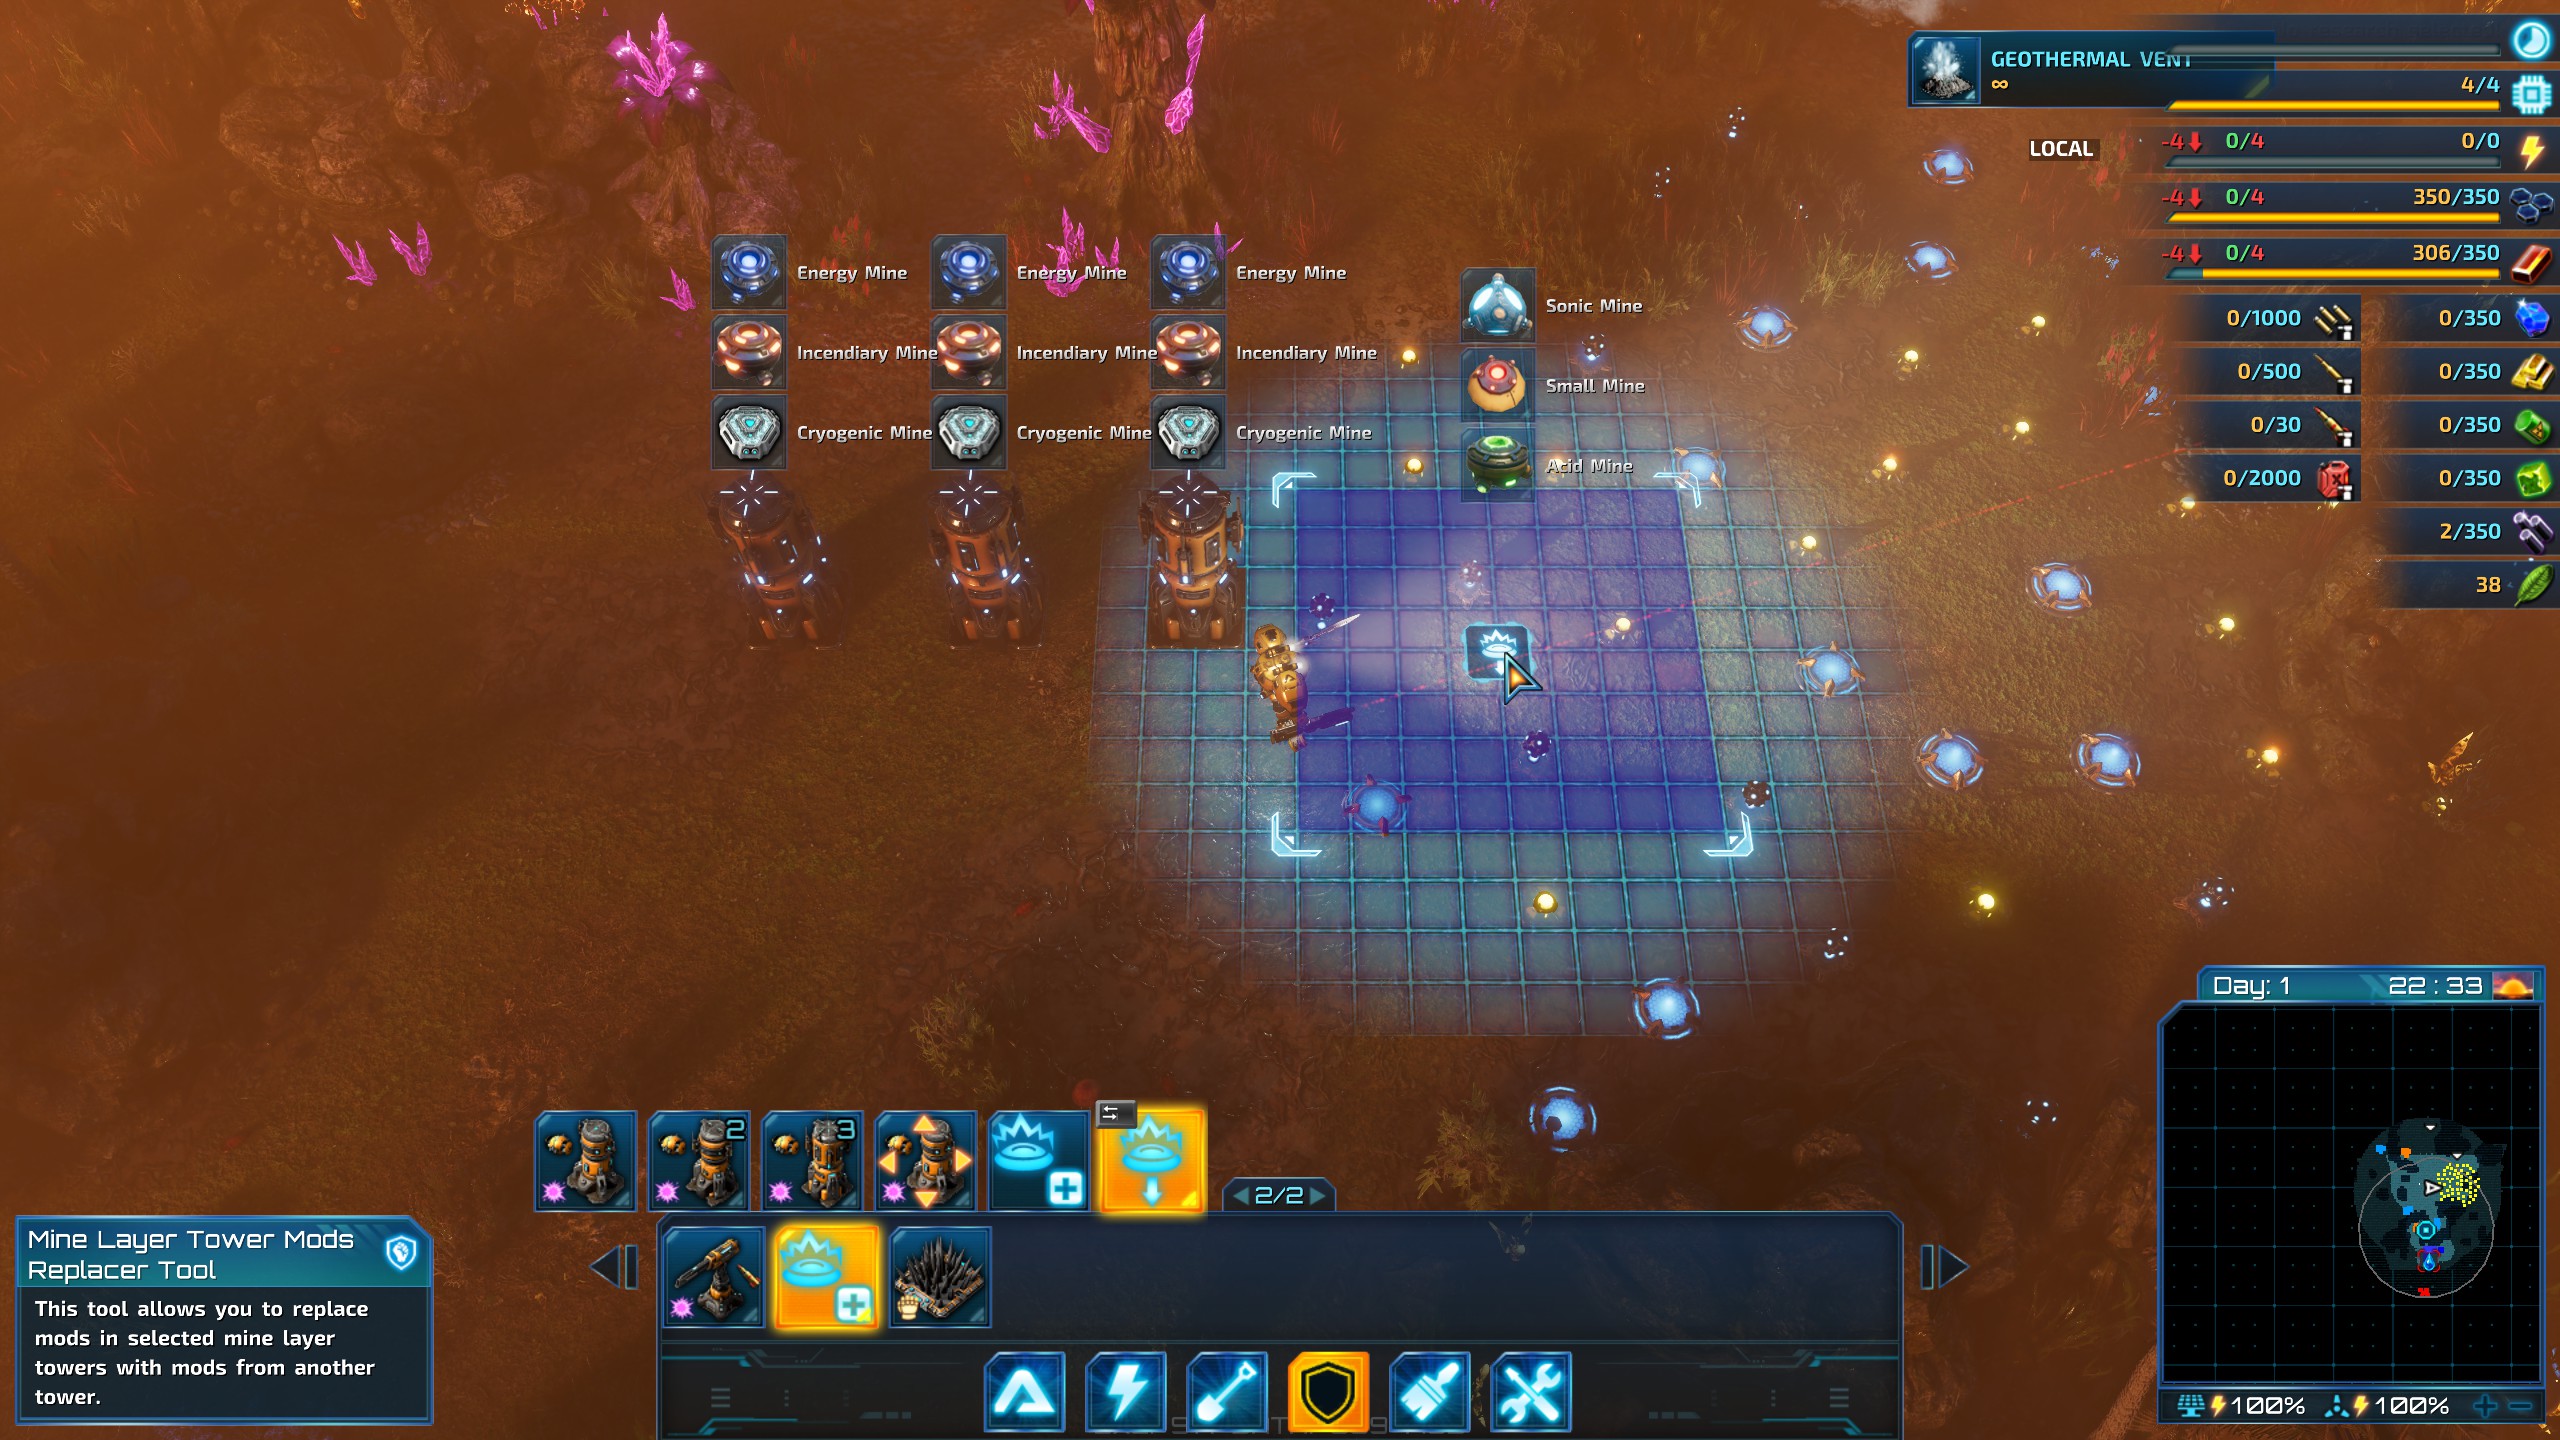 GEOTHERMAL VENT
∞
4/4
LOCAL
-4 0/4 0/0
-4 0/4 350/350
-4 0/4 306/350
0/1000 0/350
0/500 0/350
0/30 0/350
0/2000 0/350
2/350
38
Energy Mine Energy Mine Energy Mine
Incendiary Mine Incendiary Mine Incendiary Mine
Cryogenic Mine Cryogenic Mine Cryogenic Mine
Sonic Mine
Small Mine
Acid Mine
Day: 1 22:33
2 3
2/2
Mine Layer Tower Mods
Replacer Tool
This tool allows you to replace
mods in selected mine layer
towers with mods from another
tower.
100% 100%